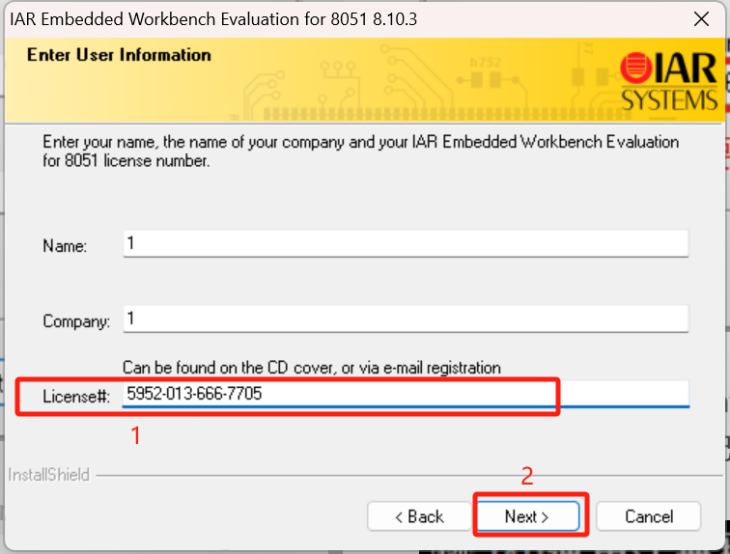 IAR Embedded Workbench Evaluation for 8051 8.10.3
Enter User Information
h752
IAR
SYSTEMS
Enter your name, the name of your company and your IAR Embedded Workbench Evaluation
for 8051 license number.
Name: 1
Company: 1
Can be found on the CD cover, or via e-mail registration
License#: 5952-013-666-7705
1
InstallShield
2
< Back Next > Cancel